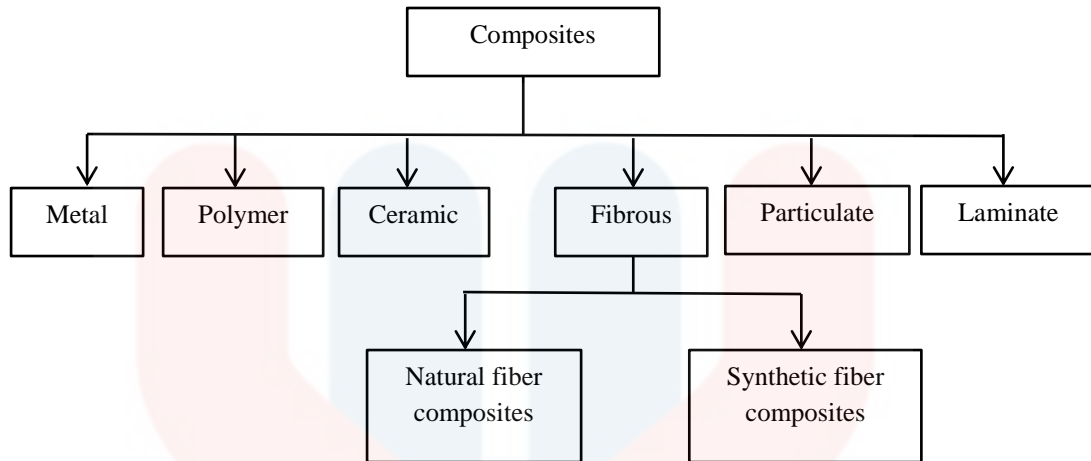 Composites
Metal
Polymer
Ceramic
Fibrous
Particulate
Laminate
Natural fiber
composites
Synthetic fiber
composites